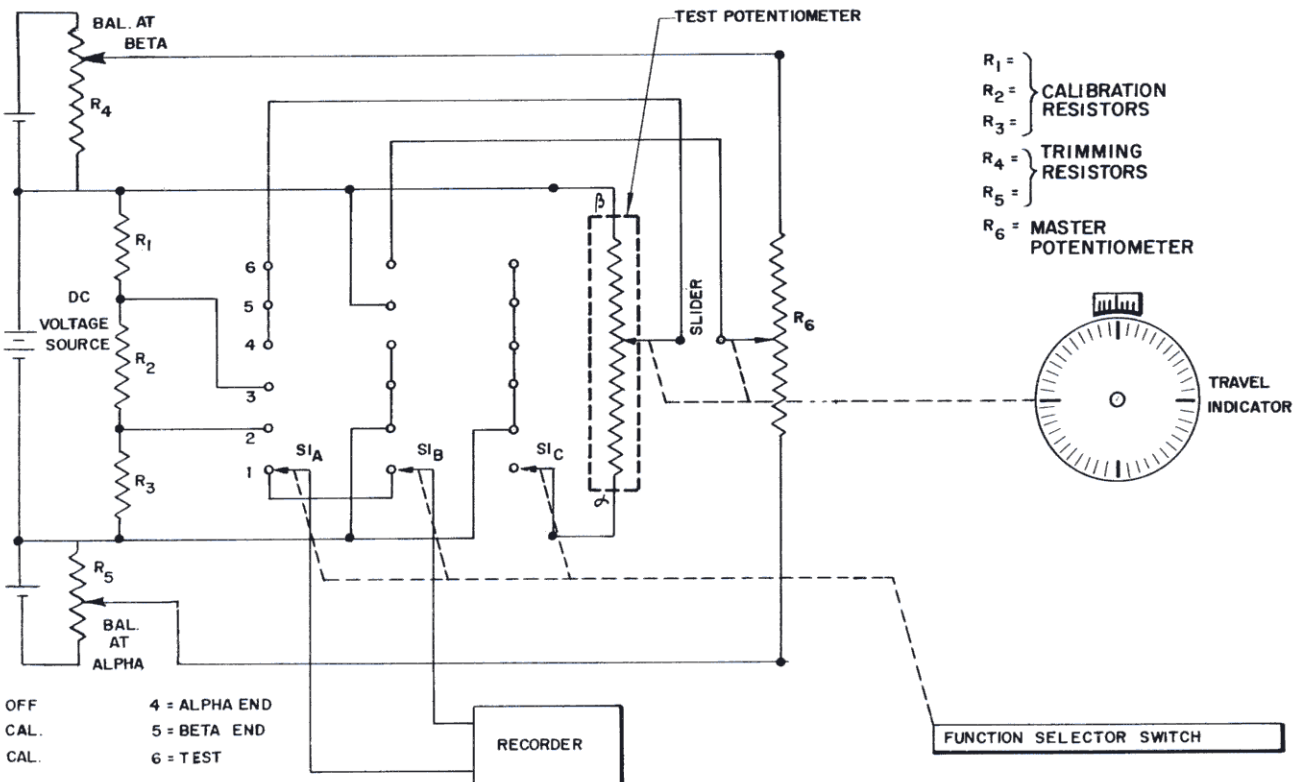 BAL. AT
BETA
R4
TEST POTENTIOMETER
R1 =
R2 =
R3 =
CALIBRATION
RESISTORS
R4 =
R5 =
TRIMMING
RESISTORS
R6 = MASTER
POTENTIOMETER
β
R1
DC
VOLTAGE
SOURCE
R2
R3
6
5
4
3
2
1
SIA
SIB
SIC
SLIDER
R6
α
TRAVEL
INDICATOR
R5
BAL.
AT
ALPHA
OFF
CAL.
CAL.
4 = ALPHA END
5 = BETA END
6 = TEST
RECORDER
FUNCTION SELECTOR SWITCH